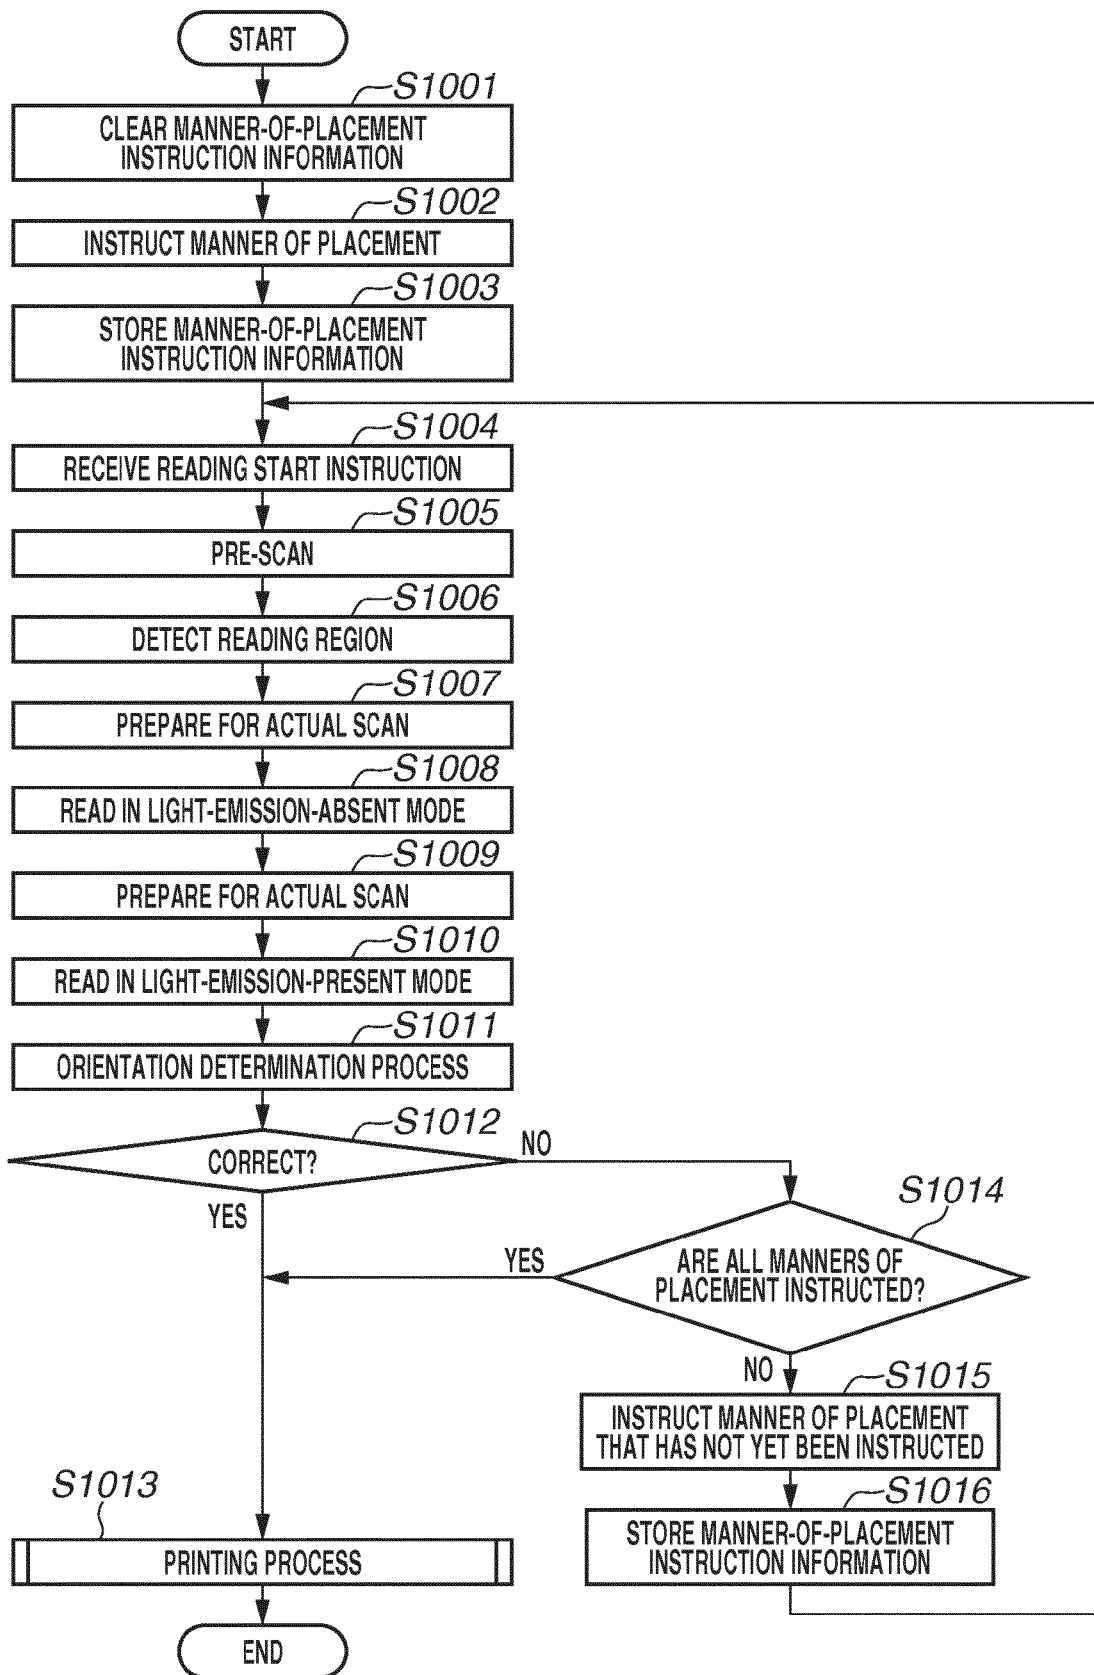 START
S1001
CLEAR MANNER-OF-PLACEMENT
INSTRUCTION INFORMATION
S1002
INSTRUCT MANNER OF PLACEMENT
S1003
STORE MANNER-OF-PLACEMENT
INSTRUCTION INFORMATION
S1004
RECEIVE READING START INSTRUCTION
S1005
PRE-SCAN
S1006
DETECT READING REGION
S1007
PREPARE FOR ACTUAL SCAN
S1008
READ IN LIGHT-EMISSION-ABSENT MODE
S1009
PREPARE FOR ACTUAL SCAN
S1010
READ IN LIGHT-EMISSION-PRESENT MODE
S1011
ORIENTATION DETERMINATION PROCESS
S1012
CORRECT?
NO
YES
S1014
ARE ALL MANNERS OF
PLACEMENT INSTRUCTED?
YES
NO
S1015
INSTRUCT MANNER OF PLACEMENT
THAT HAS NOT YET BEEN INSTRUCTED
S1016
STORE MANNER-OF-PLACEMENT
INSTRUCTION INFORMATION
S1013
PRINTING PROCESS
END